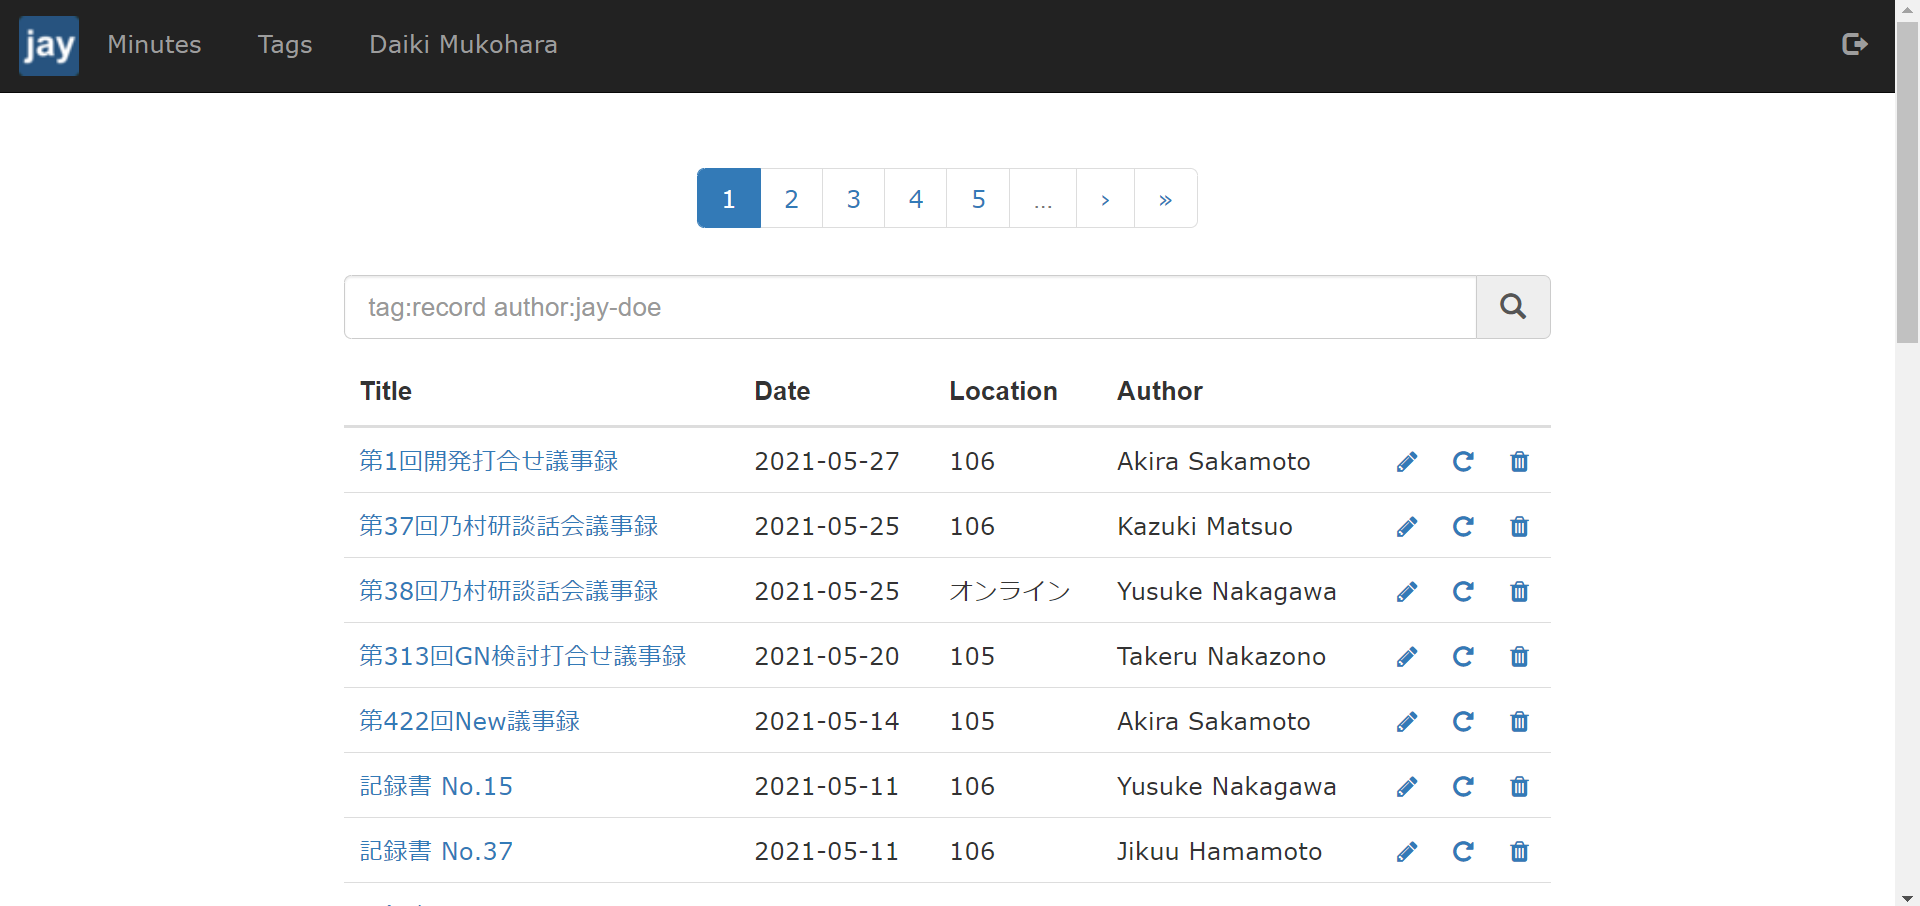 jay Minutes Tags Daiki Mukohara
1 2 3 4 5 ... › »
tag:record author:jay-doe
Title Date Location Author
第1回開発打合せ議事録 2021-05-27 106 Akira Sakamoto
第37回乃村研談話会議事録 2021-05-25 106 Kazuki Matsuo
第38回乃村研談話会議事録 2021-05-25 オンライン Yusuke Nakagawa
第313回GN検討打合せ議事録 2021-05-20 105 Takeru Nakazono
第422回New議事録 2021-05-14 105 Akira Sakamoto
記録書 No.15 2021-05-11 106 Yusuke Nakagawa
記録書 No.37 2021-05-11 106 Jikuu Hamamoto